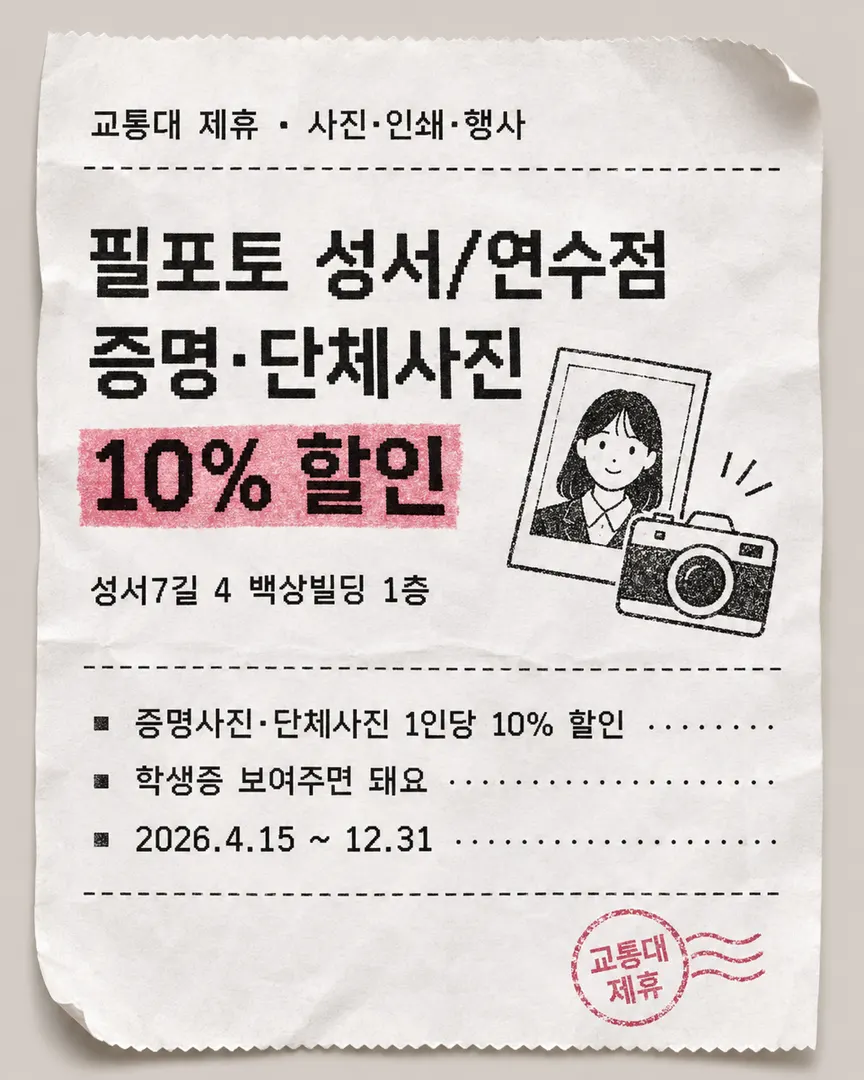 교통대 제휴 • 사진·인쇄·행사
필포토 성서/연수점
증명·단체사진
10% 할인
성서7길 4 백상빌딩 1층
■ 증명사진·단체사진 1인당 10% 할인
■ 학생증 보여주면 돼요
■ 2026.4.15 ~ 12.31
교통대
제휴